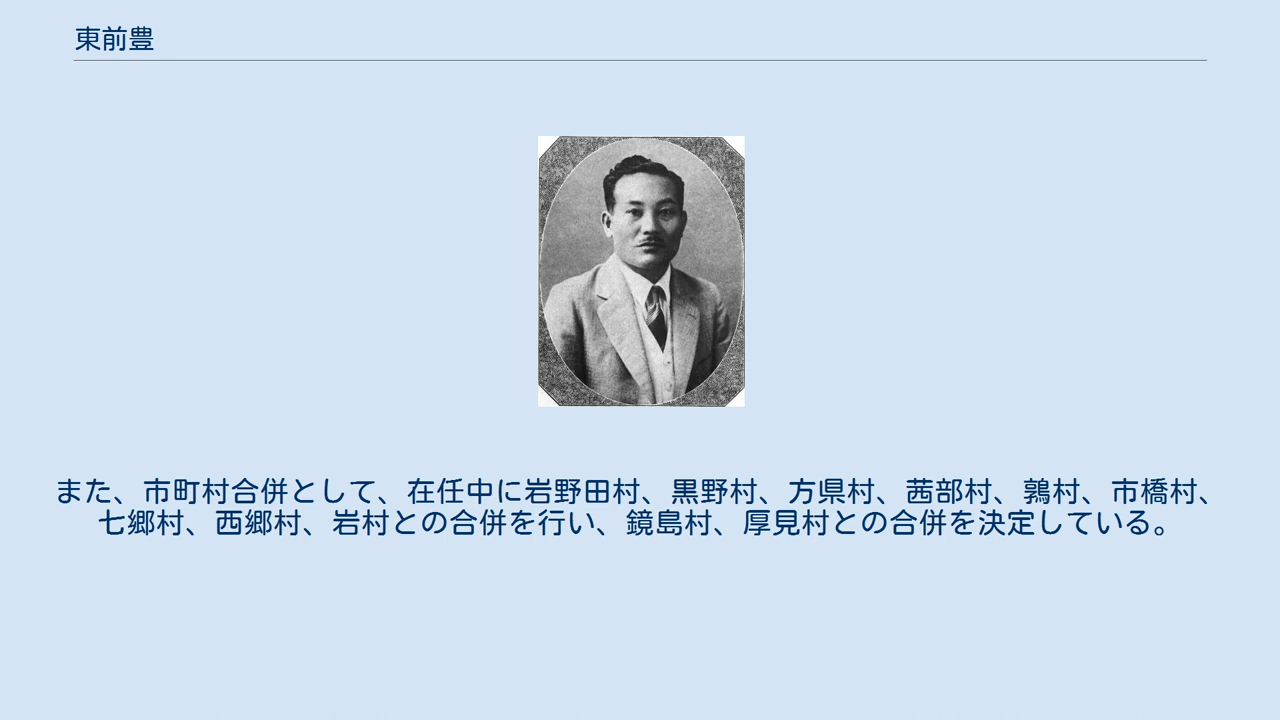 東前豊
また、市町村合併として、在任中に岩野田村、黒野村、方県村、茜部村、鶉村、市橋村、
七郷村、西郷村、岩村との合併を行い、鏡島村、厚見村との合併を決定している。